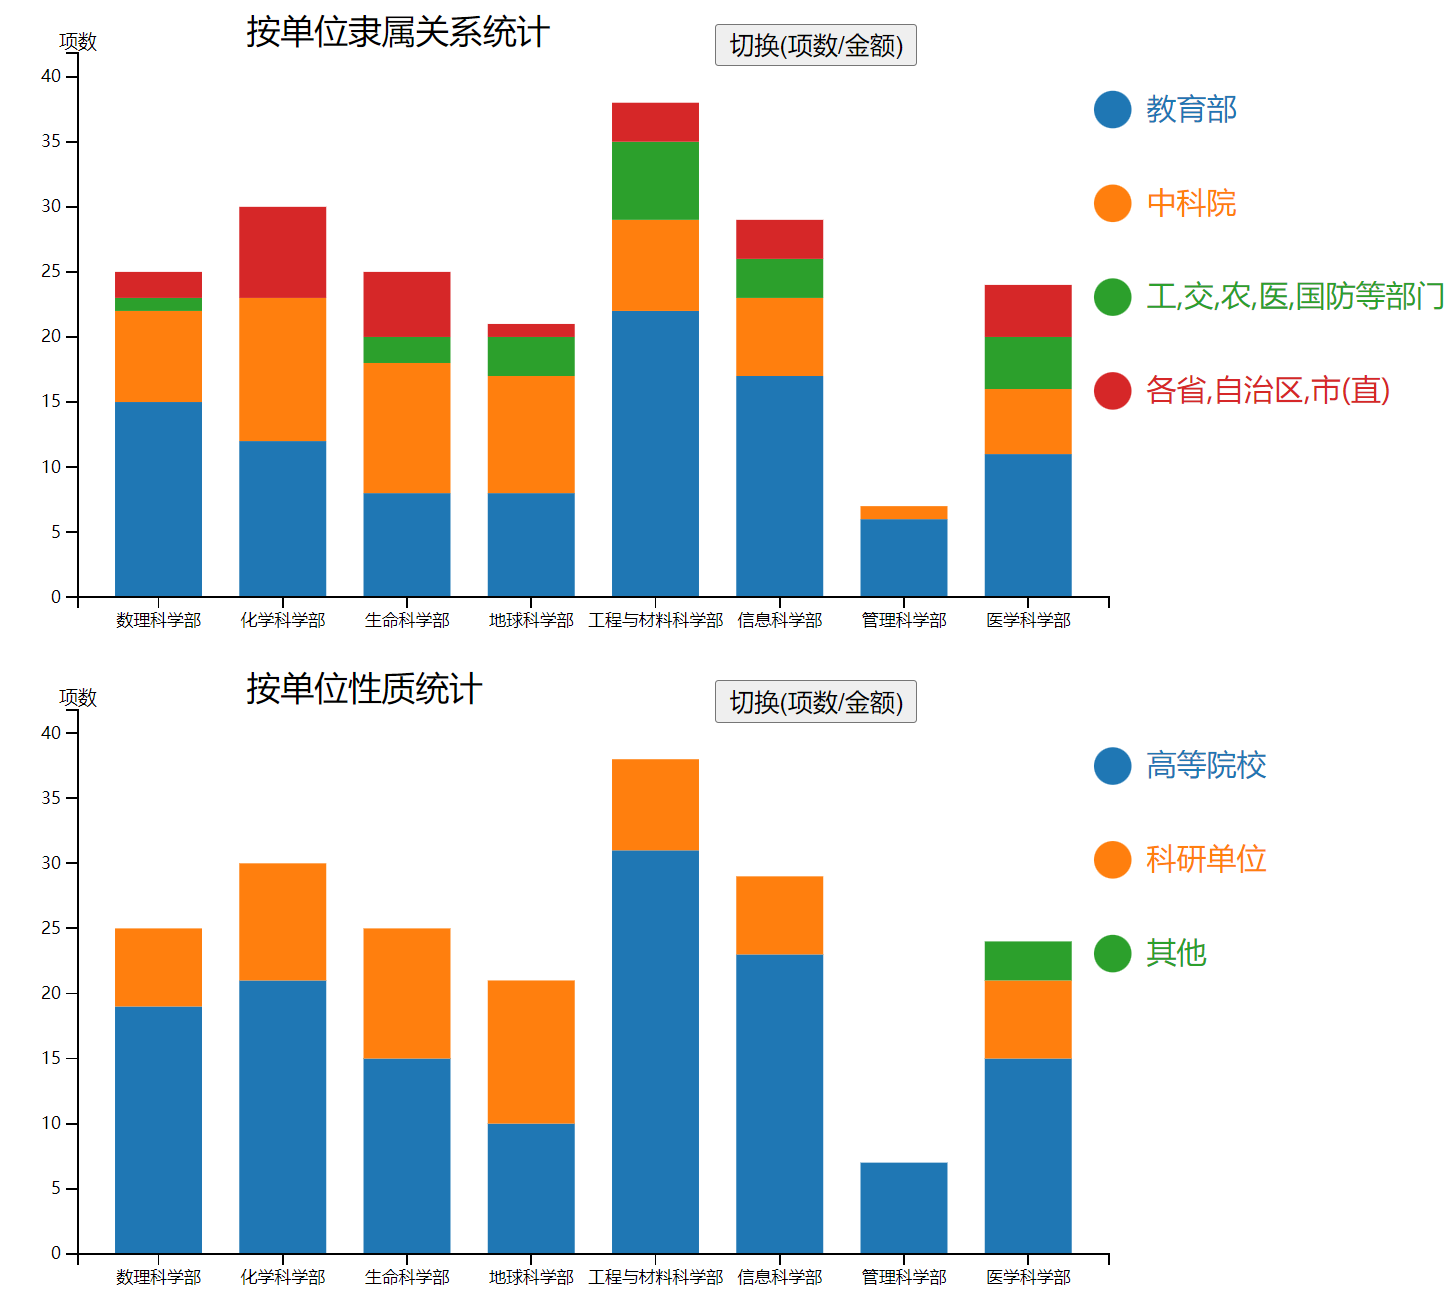 按单位隶属关系统计
切换(项数/金额)
项数
40
35
30
25
20
15
10
5
0
数理科学部 化学科学部 生命科学部 地球科学部 工程与材料科学部 信息科学部 管理科学部 医学科学部
教育部
中科院
工,交,农,医,国防等部门
各省,自治区,市(直)
按单位性质统计
切换(项数/金额)
项数
40
35
30
25
20
15
10
5
0
数理科学部 化学科学部 生命科学部 地球科学部 工程与材料科学部 信息科学部 管理科学部 医学科学部
高等院校
科研单位
其他